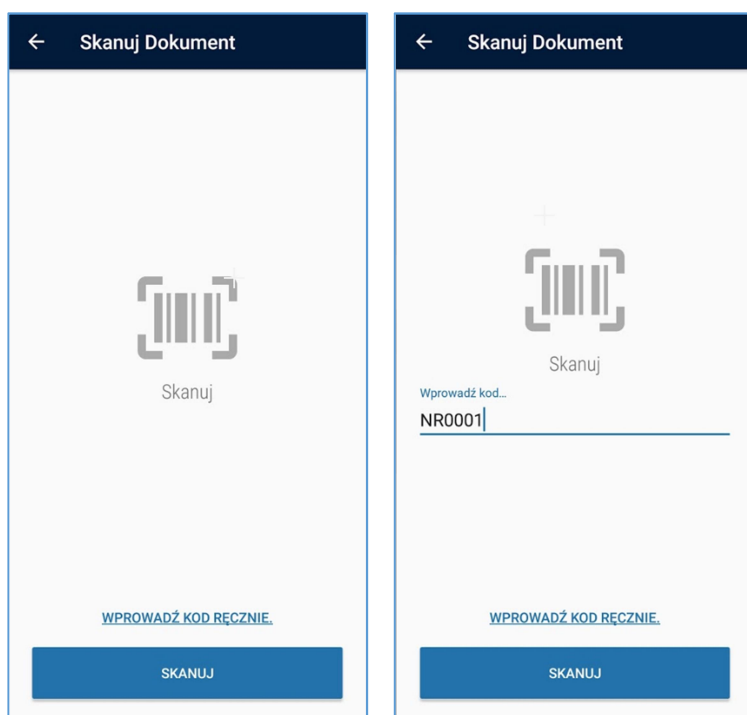 Skanuj Dokument
Skanuj
WPROWADŹ KOD RĘCZNIE.
SKANUJ
Skanuj Dokument
Skanuj
Wprowadź kod...
NR0001
WPROWADŹ KOD RĘCZNIE.
SKANUJ